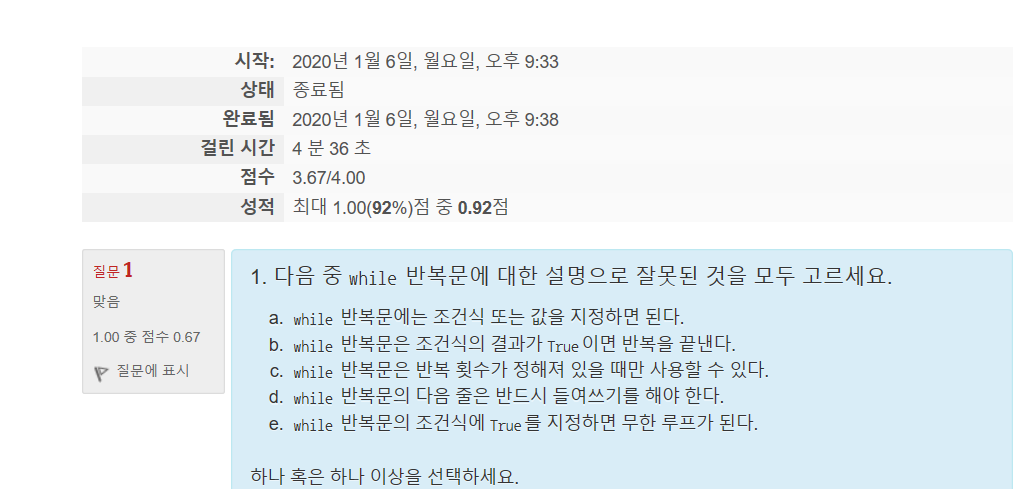 시작: 2020년 1월 6일, 월요일, 오후 9:33
상태 종료됨
완료됨 2020년 1월 6일, 월요일, 오후 9:38
걸린 시간 4 분 36 초
점수 3.67/4.00
성적 최대 1.00(92%)점 중 0.92점
질문 1
맞음
1.00 중 점수 0.67
질문에 표시
1. 다음 중 while 반복문에 대한 설명으로 잘못된 것을 모두 고르세요.
a. while 반복문에는 조건식 또는 값을 지정하면 된다.
b. while 반복문은 조건식의 결과가 True이면 반복을 끝낸다.
c. while 반복문은 반복 횟수가 정해져 있을 때만 사용할 수 있다.
d. while 반복문의 다음 줄은 반드시 들여쓰기를 해야 한다.
e. while 반복문의 조건식에 True를 지정하면 무한 루프가 된다.
하나 혹은 하나 이상을 선택하세요.